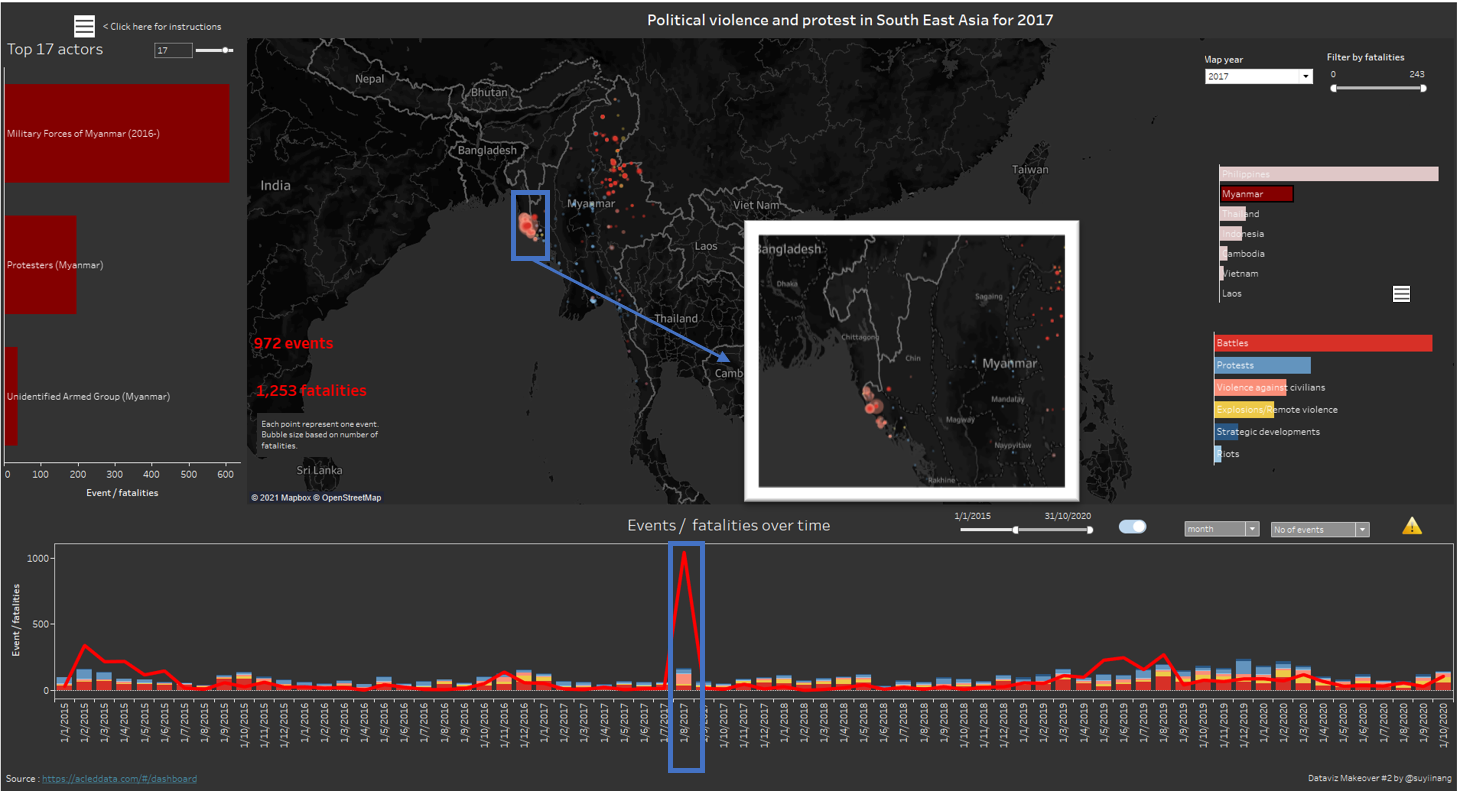 Political violence and protest in South East Asia for 2017
< Click here for instructions
Top 17 actors
17
Military Forces of Myanmar (2016-)
Protesters (Myanmar)
Unidentified Armed Group (Myanmar)
0 100 200 300 400 500 600
Event / fatalities
Nepal
Bhutan
Bangladesh
India
Myanmar
Taiwan
Viet Nam
Laos
Thailand
Camb
Sri Lanka
972 events
1,253 fatalities
Each point represent one event.
Bubble size based on number of
fatalities.
© 2021 Mapbox © OpenStreetMap
Bangladesh
Dhaka
Sagaing
Chittagong
Chin
Myanmar
Mandalay
Magway
Naypyitaw
Rakhine
Map year
2017
Filter by fatalities
0 243
Philippines
Myanmar
Thailand
Indonesia
Cambodia
Vietnam
Laos
Battles
Protests
Violence against civilians
Explosions/Remote violence
Strategic developments
Riots
Events / fatalities over time
1/1/2015 31/10/2020
month
No of events
Event / fatalities
1000
500
0
1/1/2015 1/2/2015 1/3/2015 1/4/2015 1/5/2015 1/6/2015 1/7/2015 1/8/2015 1/9/2015 1/10/2015 1/11/2015 1/12/2015 1/1/2016 1/2/2016 1/3/2016 1/4/2016 1/5/2016 1/6/2016 1/7/2016 1/8/2016 1/9/2016 1/10/2016 1/11/2016 1/12/2016 1/1/2017 1/2/2017 1/3/2017 1/4/2017 1/5/2017 1/6/2017 1/7/2017 1/8/2017 1/9/2017 1/10/2017 1/11/2017 1/12/2017 1/1/2018 1/2/2018 1/3/2018 1/4/2018 1/5/2018 1/6/2018 1/7/2018 1/8/2018 1/9/2018 1/10/2018 1/11/2018 1/12/2018 1/1/2019 1/2/2019 1/3/2019 1/4/2019 1/5/2019 1/6/2019 1/7/2019 1/8/2019 1/9/2019 1/10/2019 1/11/2019 1/12/2019 1/1/2020 1/2/2020 1/3/2020 1/4/2020 1/5/2020 1/6/2020 1/7/2020 1/8/2020 1/9/2020 1/10/2020
Source : https://acleddata.com/#/dashboard
Dataviz Makeover #2 by @suyiinang